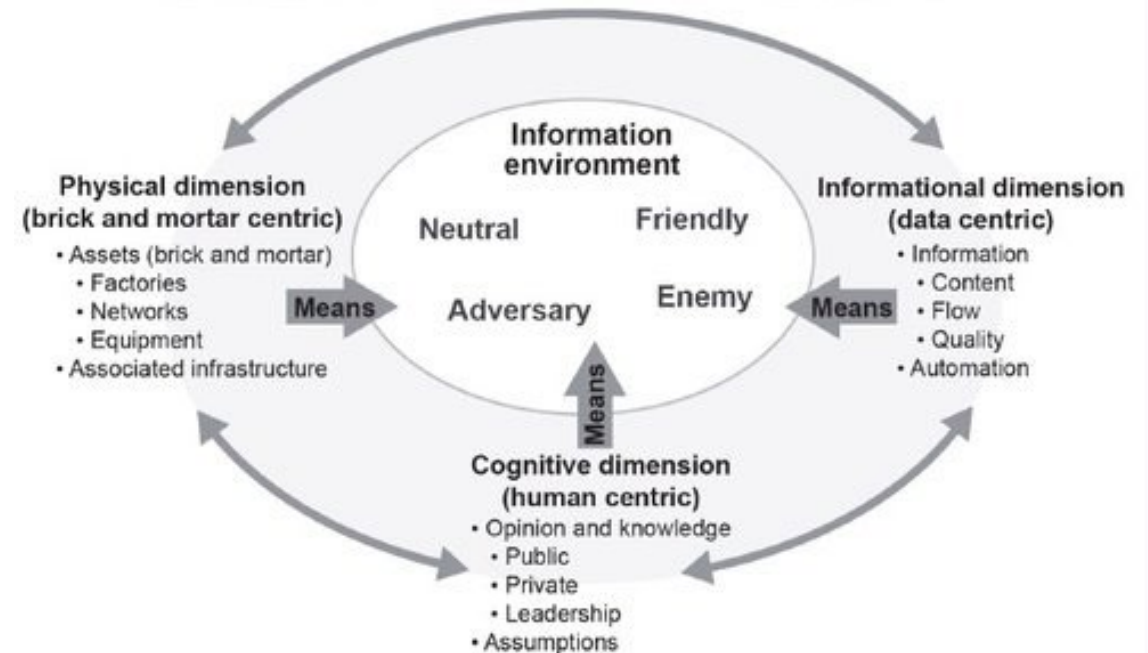 Information
environment
Neutral
Friendly
Adversary
Enemy
Physical dimension
(brick and mortar centric)
• Assets (brick and mortar)
• Factories
• Networks
• Equipment
• Associated infrastructure
Means
Informational dimension
(data centric)
• Information
• Content
• Flow
• Quality
• Automation
Means
Means
Cognitive dimension
(human centric)
• Opinion and knowledge
• Public
• Private
• Leadership
• Assumptions